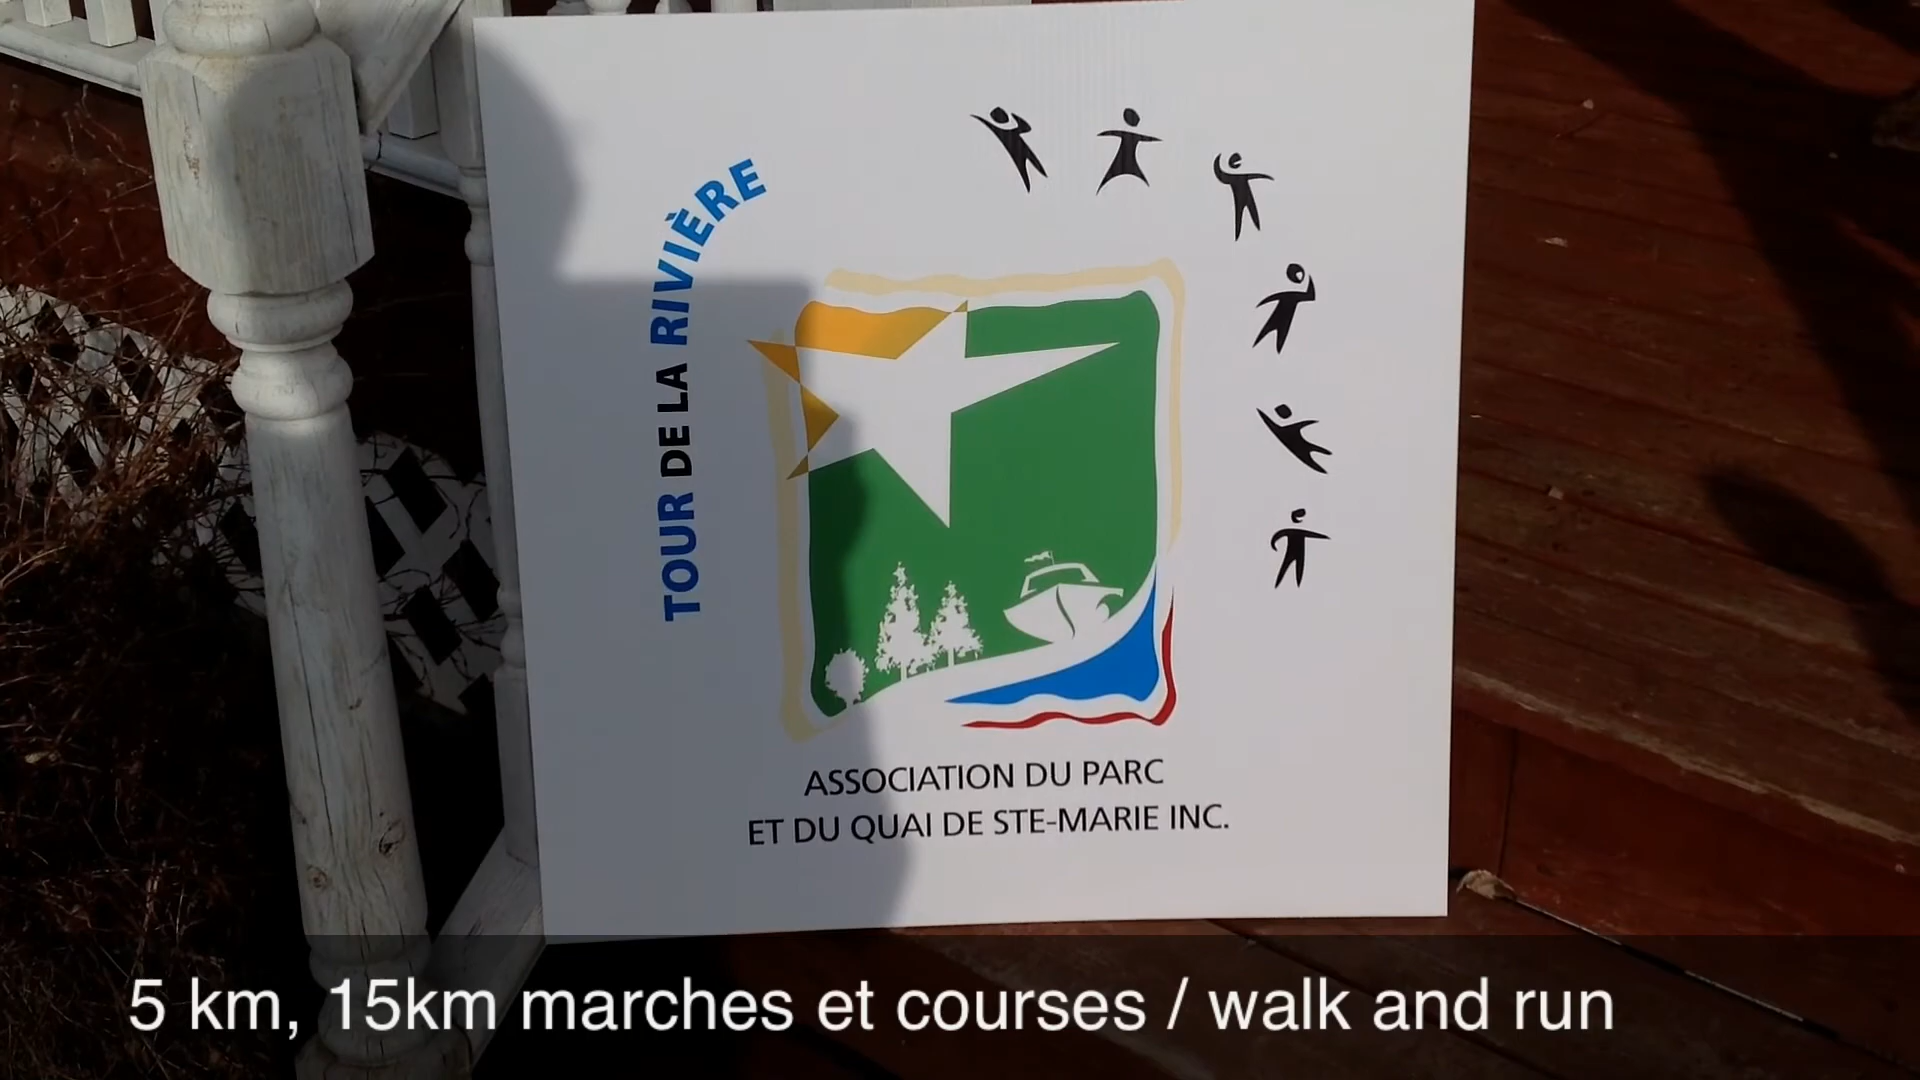 TOUR DE LA RIVIÈRE
ASSOCIATION DU PARC
ET DU QUAI DE STE-MARIE INC.
5 km, 15km marches et courses / walk and run